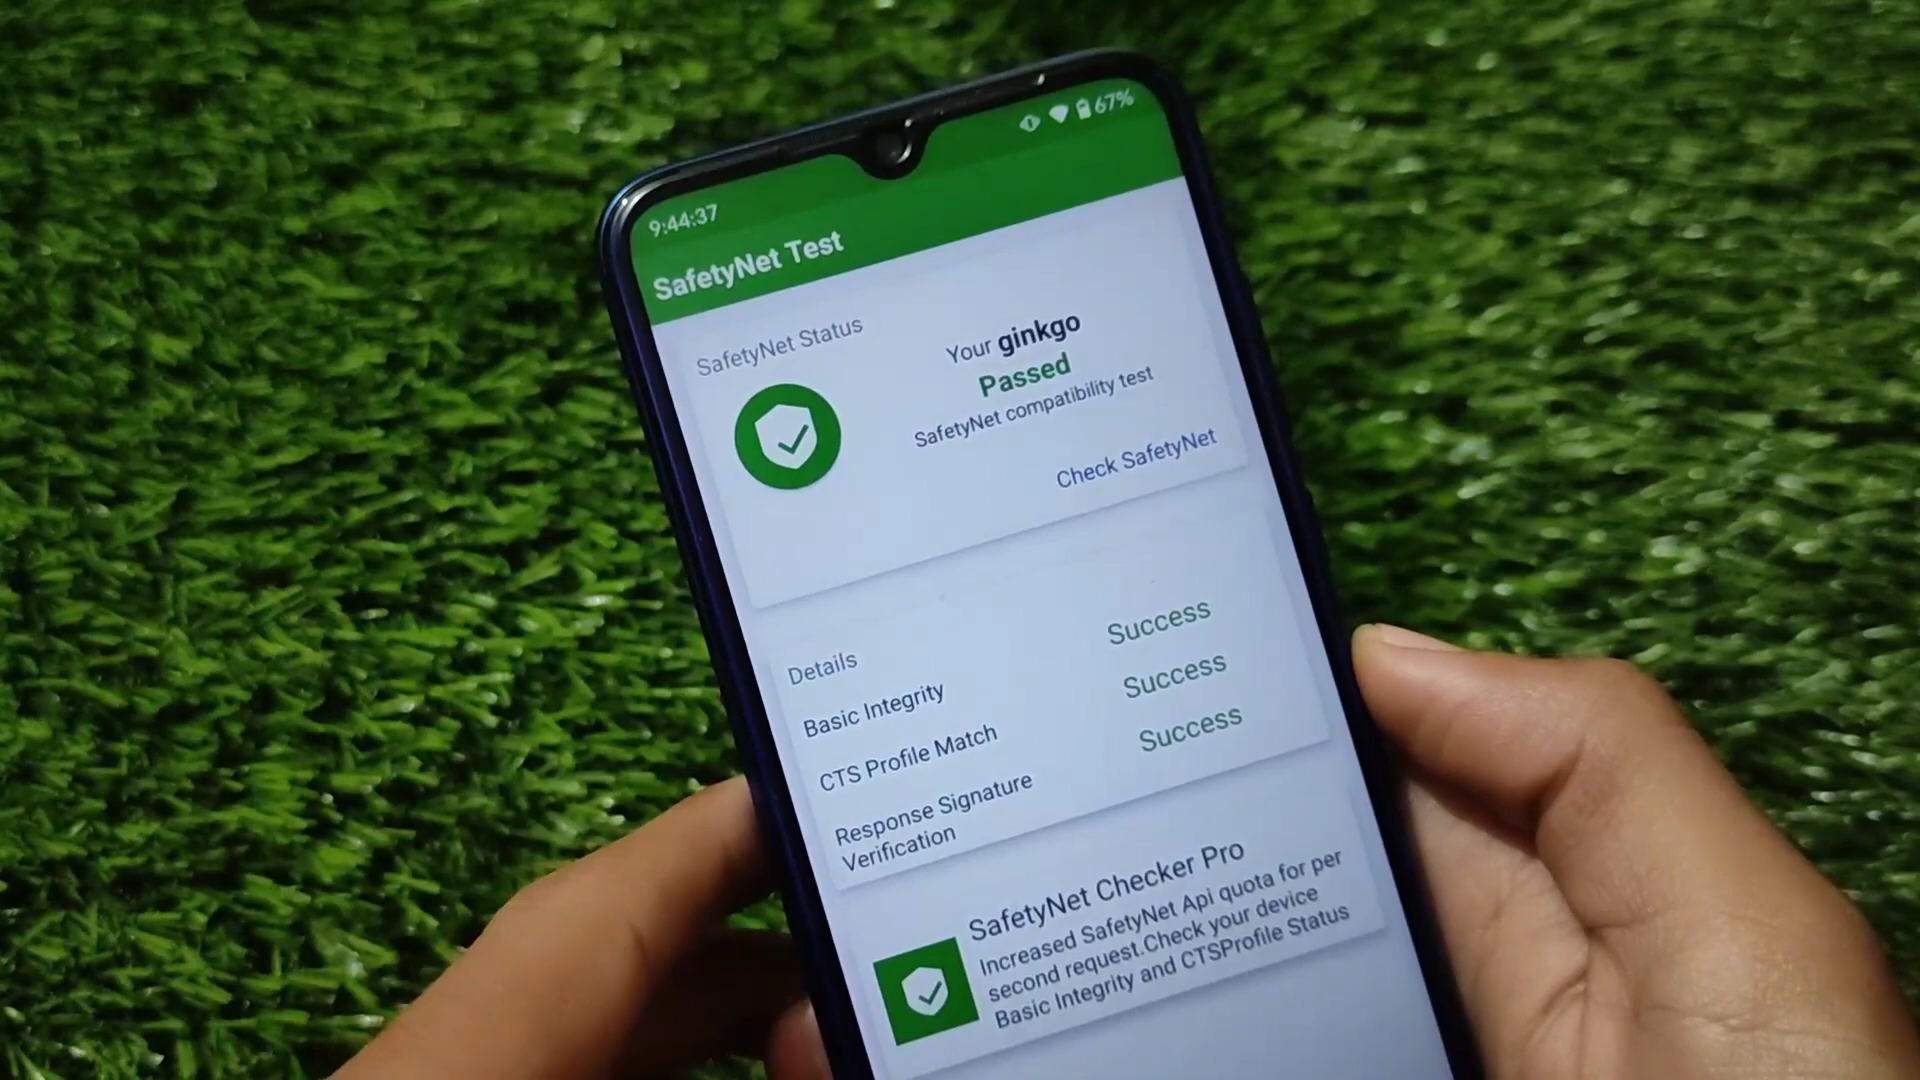 9:44:37
67%
SafetyNet Test
SafetyNet Status
Your ginkgo
Passed
SafetyNet compatibility test
Check SafetyNet
Details
Basic Integrity Success
CTS Profile Match Success
Response Signature Success
Verification
SafetyNet Checker Pro
Increased SafetyNet Api quota for per
second request.Check your device
Basic Integrity and CTSProfile Status